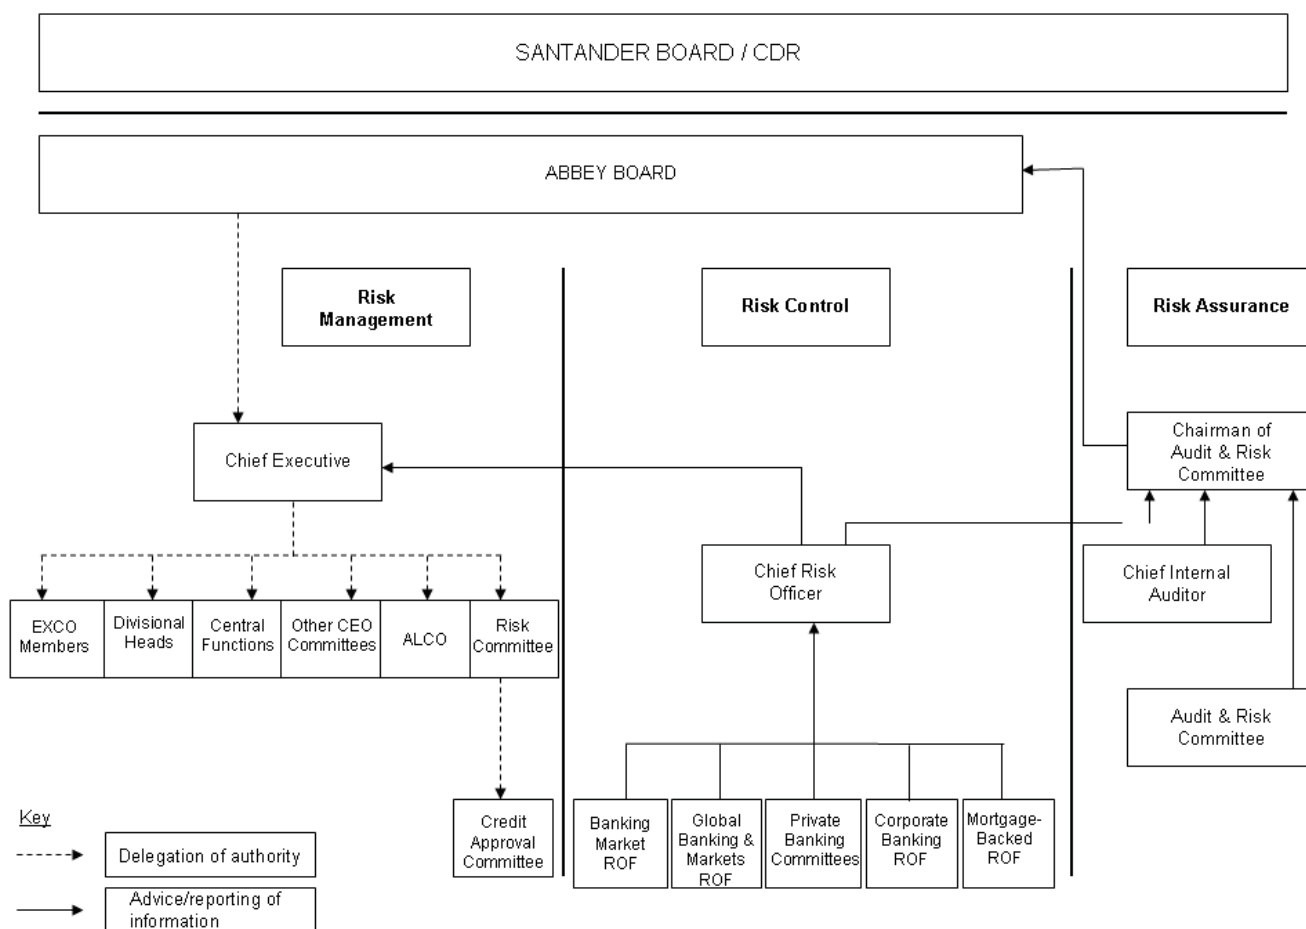 SANTANDER BOARD / CDR
ABBEY BOARD
Risk
Management
Risk Control
Risk Assurance
Chief Executive
Chairman of
Audit & Risk
Committee
Chief Risk
Officer
Chief Internal
Auditor
EXCO
Members
Divisional
Heads
Central
Functions
Other CEO
Committees
ALCO
Risk
Committee
Audit & Risk
Committee
Credit
Approval
Committee
Banking
Market
ROF
Global
Banking &
Markets
ROF
Private
Banking
Committees
Corporate
Banking
ROF
Mortgage-
Backed
ROF
Key
Delegation of authority
Advice/reporting of
information